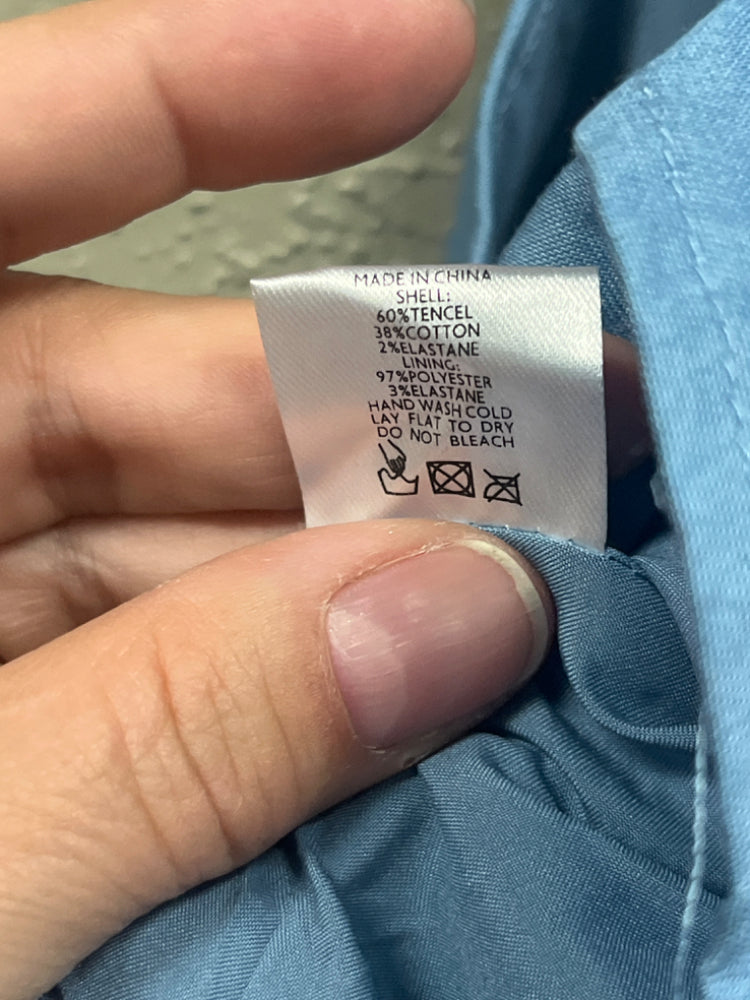 MADE IN CHINA
SHELL:
60%TENCEL
38%COTTON
2%ELASTANE
LINING:
97%POLYESTER
3%ELASTANE
HAND WASH COLD
LAY FLAT TO DRY
DO NOT BLEACH